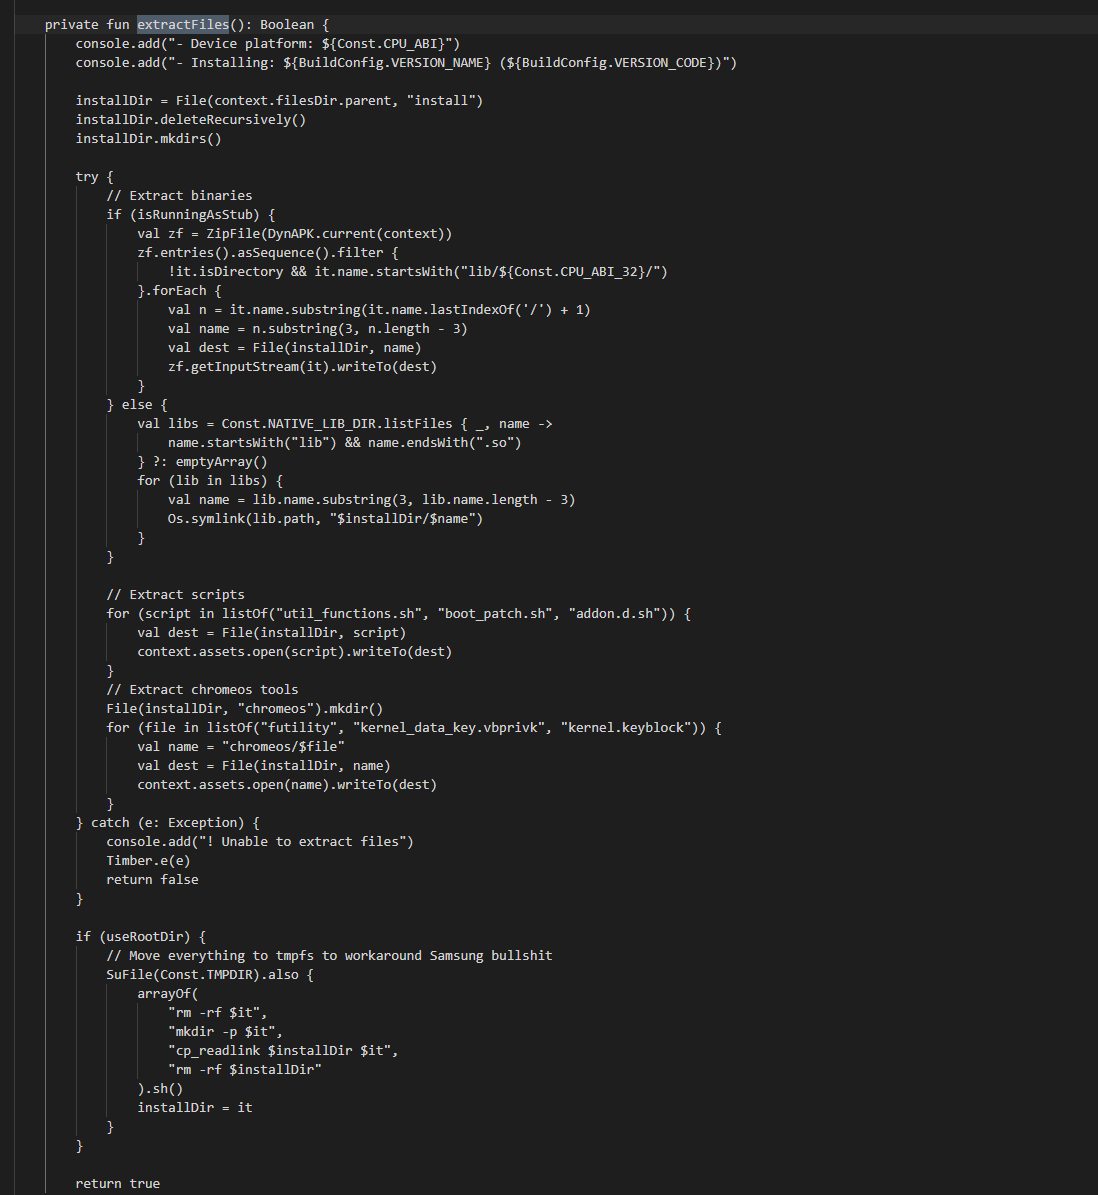 private fun extractFiles(): Boolean {
console.add("- Device platform: ${Const.CPU_ABI}")
console.add("- Installing: ${BuildConfig.VERSION_NAME} (${BuildConfig.VERSION_CODE})")
installDir = File(context.filesDir.parent, "install")
installDir.deleteRecursively()
installDir.mkdirs()
try {
// Extract binaries
if (isRunningAsStub) {
val zf = ZipFile(DynAPK.current(context))
zf.entries().asSequence().filter {
!it.isDirectory && it.name.startsWith("lib/${Const.CPU_ABI_32}/")
}.forEach {
val n = it.name.substring(it.name.lastIndexOf('/') + 1)
val name = n.substring(3, n.length - 3)
val dest = File(installDir, name)
zf.getInputStream(it).writeTo(dest)
}
} else {
val libs = Const.NATIVE_LIB_DIR.listFiles { _, name ->
name.startsWith("lib") && name.endsWith(".so")
} ?: emptyArray()
for (lib in libs) {
val name = lib.name.substring(3, lib.name.length - 3)
Os.symlink(lib.path, "$installDir/$name")
}
}
// Extract scripts
for (script in listOf("util_functions.sh", "boot_patch.sh", "addon.d.sh")) {
val dest = File(installDir, script)
context.assets.open(script).writeTo(dest)
}
// Extract chromeos tools
File(installDir, "chromeos").mkdir()
for (file in listOf("futility", "kernel_data_key.vbprivk", "kernel.keyblock")) {
val name = "chromeos/$file"
val dest = File(installDir, name)
context.assets.open(name).writeTo(dest)
}
} catch (e: Exception) {
console.add("! Unable to extract files")
Timber.e(e)
return false
}
if (useRootDir) {
// Move everything to tmpfs to workaround Samsung bullshit
SuFile(Const.TMPDIR).also {
arrayOf(
"rm -rf $it",
"mkdir -p $it",
"cp_readlink $installDir $it",
"rm -rf $installDir"
).sh()
installDir = it
}
}
return true